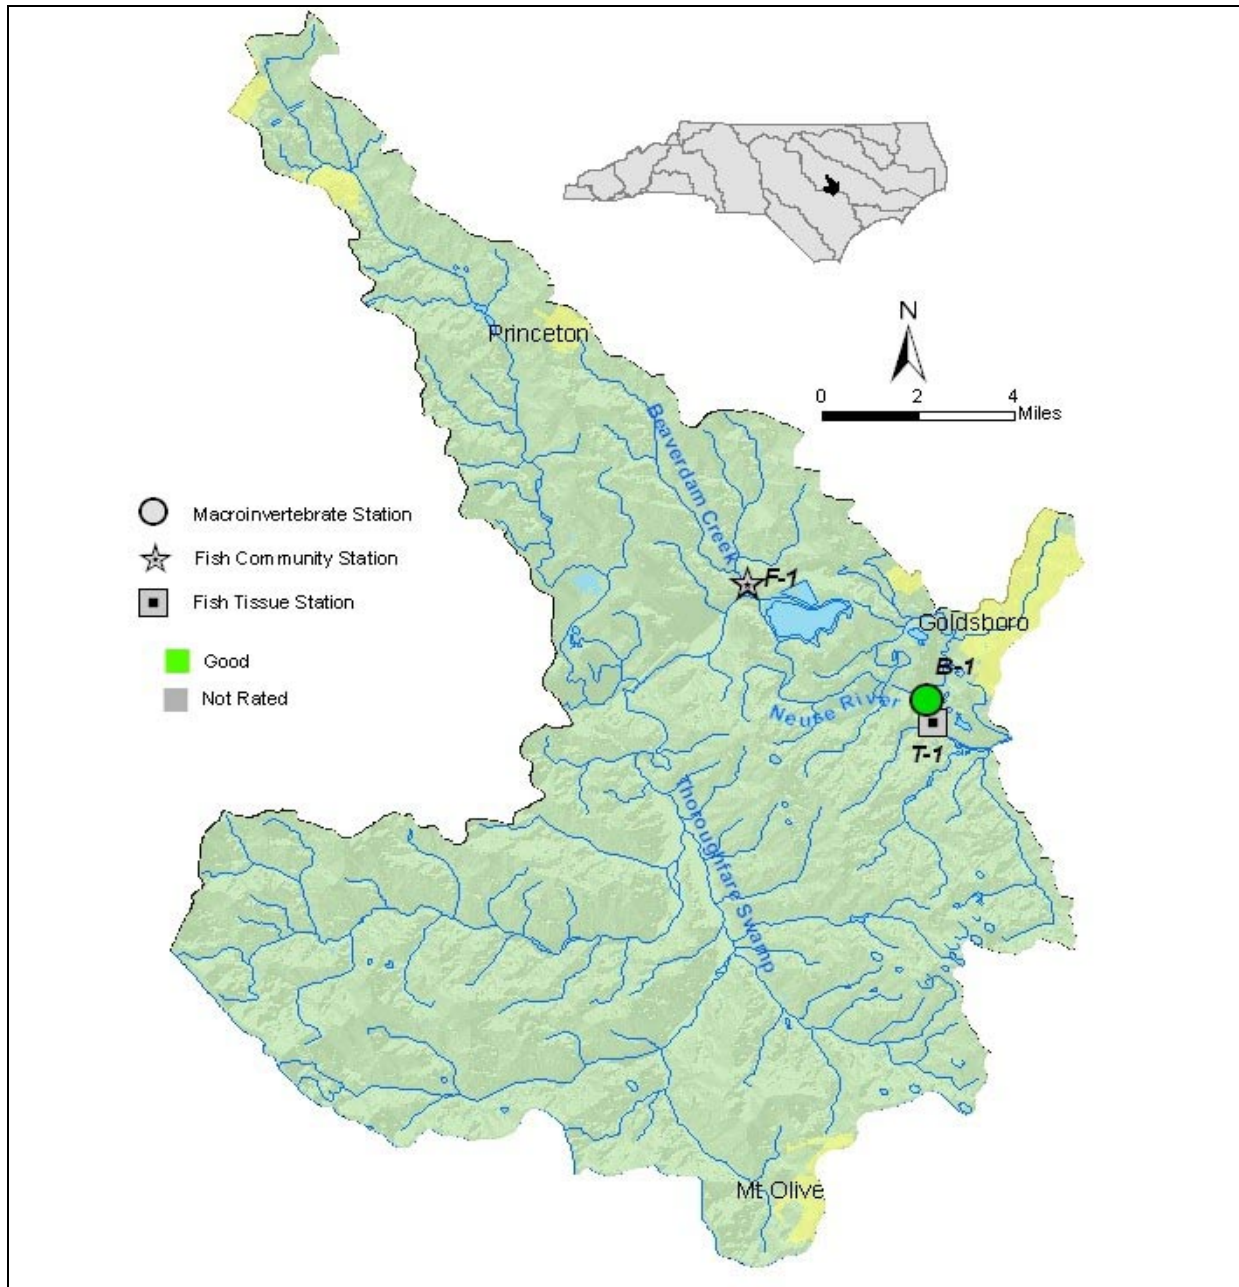 N
0 2 4
Miles
Princeton
Beaverdam Creek
Macroinvertebrate Station
Fish Community Station
Fish Tissue Station
Good
Not Rated
F-1
Goldsboro
B-1
Neuse River
T-1
Thoroughfare Swamp
Mt Olive